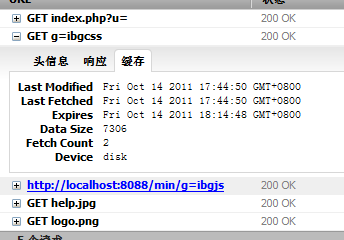 GET index.php?u= 200 OK
GET g=ibgcss 200 OK
头信息 响应 缓存
Last Modified Fri Oct 14 2011 17:44:50 GMT+0800
Last Fetched Fri Oct 14 2011 17:44:50 GMT+0800
Expires Fri Oct 14 2011 18:14:48 GMT+0800
Data Size 7306
Fetch Count 2
Device disk
http://localhost:8088/min/g=ibgjs 200 OK
GET help.jpg 200 OK
GET logo.png 200 OK